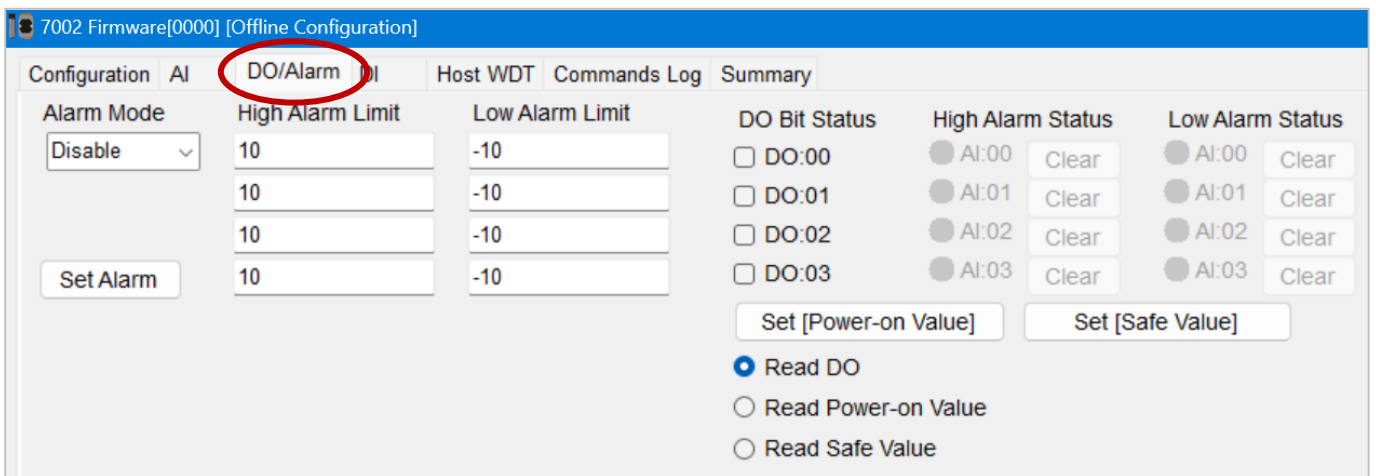 7002 Firmware[0000] [Offline Configuration]
Configuration AI DO/Alarm DI Host WDT Commands Log Summary
Alarm Mode High Alarm Limit Low Alarm Limit DO Bit Status High Alarm Status Low Alarm Status
Disable 10 -10 DO:00 AI:00 Clear AI:00 Clear
10 -10 DO:01 AI:01 Clear AI:01 Clear
10 -10 DO:02 AI:02 Clear AI:02 Clear
Set Alarm 10 -10 DO:03 AI:03 Clear AI:03 Clear
Set [Power-on Value] Set [Safe Value]
Read DO
Read Power-on Value
Read Safe Value